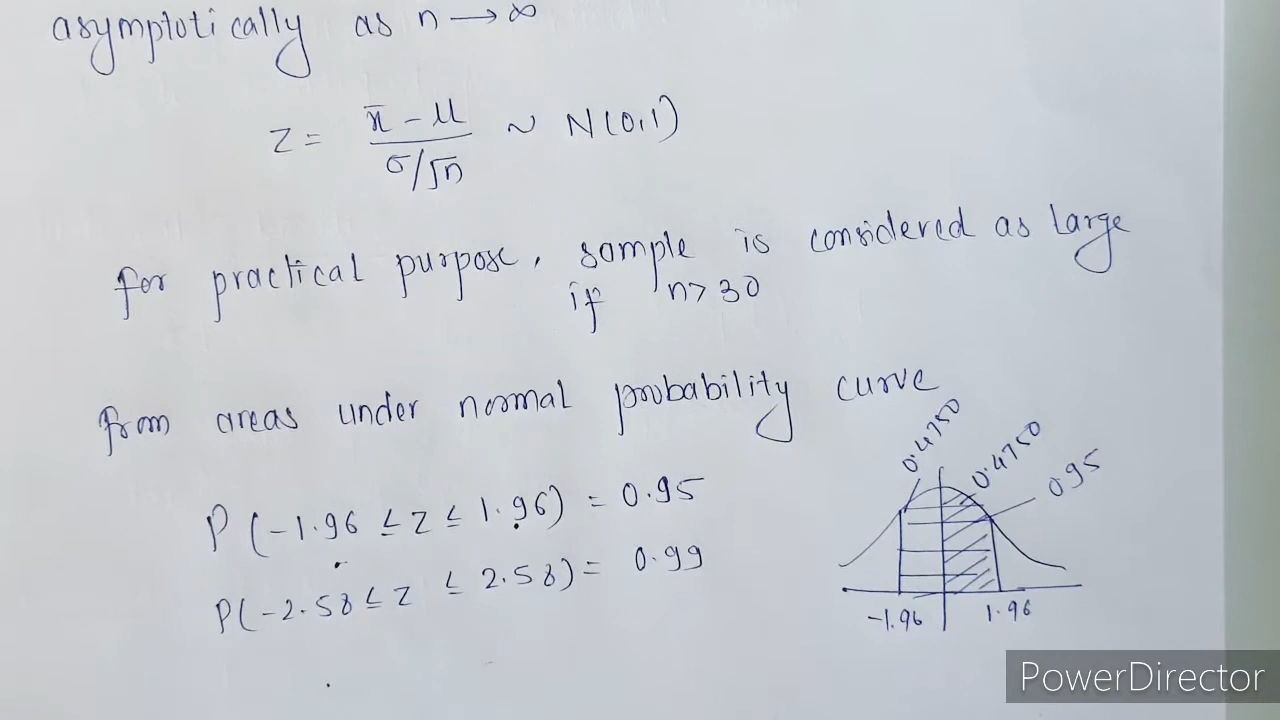 asymptotically as n → ∞
Z = x̄ - μ / σ/√n ~ N(0,1)
for practical purpose, sample is considered as large
if n > 30
from areas under normal probability curve
P(-1.96 ≤ Z ≤ 1.96) = 0.95
P(-2.58 ≤ Z ≤ 2.58) = 0.99
0.4750
0.4750
0.95
-1.96
1.96
PowerDirector